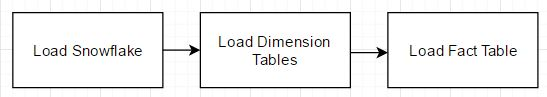 Load Snowflake
Load Dimension
Tables
Load Fact Table